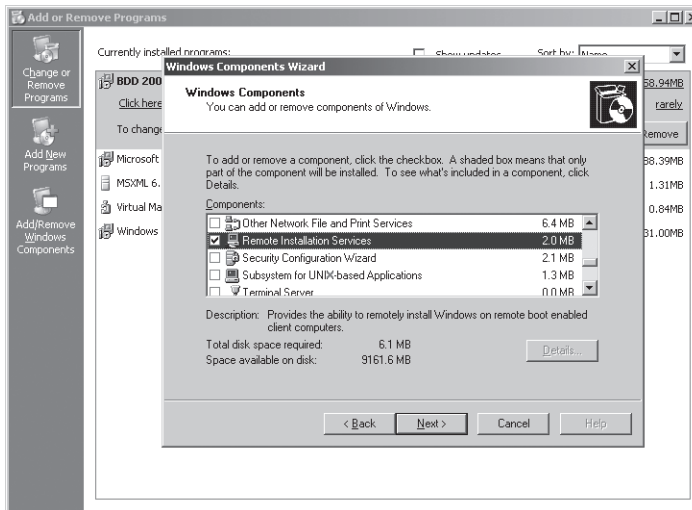 Add or Remove Programs
Change or
Remove
Programs
Add New
Programs
Add/Remove
Windows
Components
Currently installed programs:
Show updates
Sort by: Name
BDD 200
58.94MB
Click here
rarely
To change
Remove
Microsoft
38.39MB
MSXML 6.
1.31MB
Virtual Ma
0.84MB
Windows
31.00MB
Windows Components Wizard
Windows Components
You can add or remove components of Windows.
To add or remove a component, click the checkbox. A shaded box means that only
part of the component will be installed. To see what's included in a component, click
Details.
Components:
Other Network File and Print Services 6.4 MB
Remote Installation Services 2.0 MB
Security Configuration Wizard 2.1 MB
Subsystem for UNIX-based Applications 1.3 MB
Terminal Server 0.0 MB
Description: Provides the ability to remotely install Windows on remote boot enabled
client computers.
Total disk space required: 6.1 MB
Space available on disk: 9161.6 MB
Details...
< Back
Next >
Cancel
Help